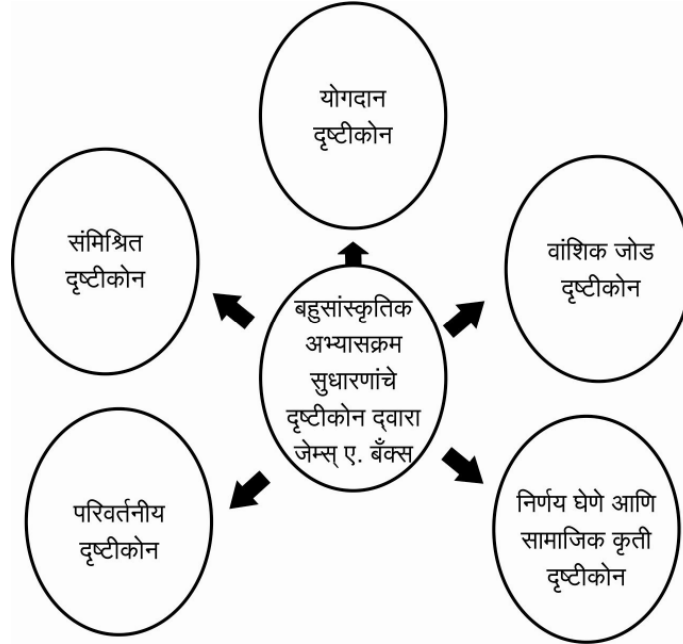 योगदान
दृष्टीकोन
संमिश्रित
दृष्टीकोन
वांशिक जोड
दृष्टीकोन
बहुसांस्कृतिक
अभ्यासक्रम
सुधारणांचे
दृष्टीकोन द्‌वारा
जेम्स् ए. बँक्स
परिवर्तनीय
दृष्टीकोन
निर्णय घेणे आणि
सामाजिक कृती
दृष्टीकोन